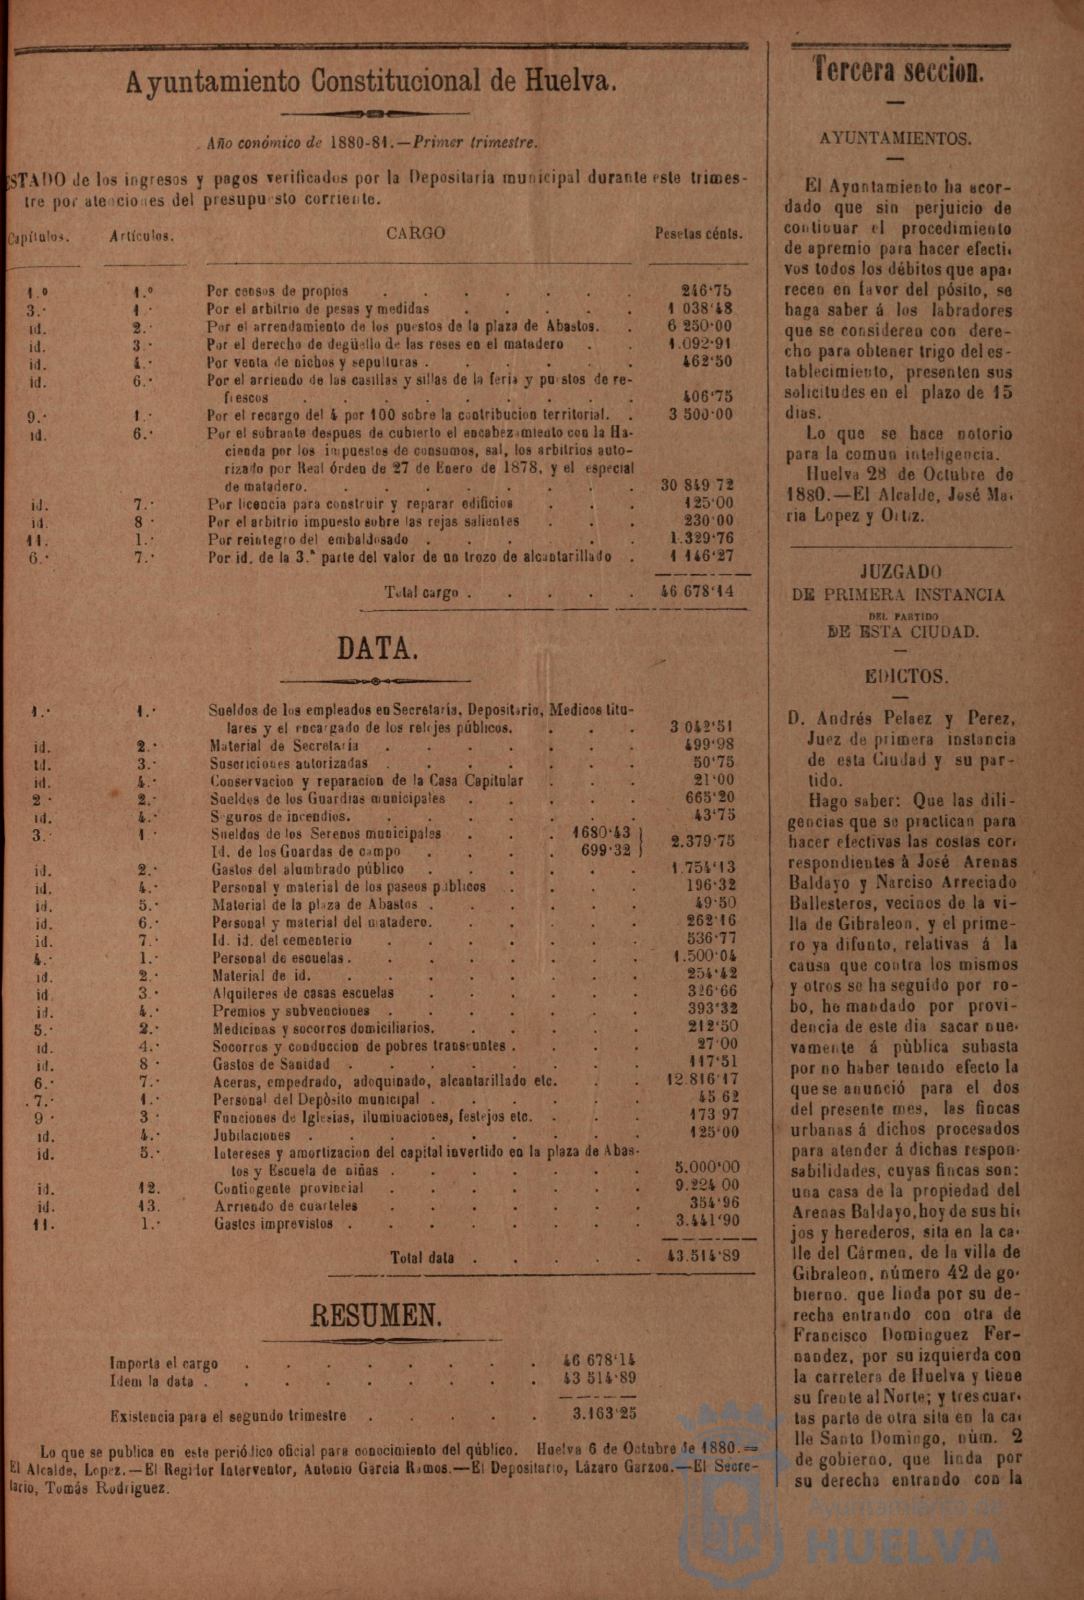 Ayuntamiento Constitucional de Huelva.
Año conómico de 1880-81.—Primer trimestre.
STADO de los ingresos y pagos verificados por la Depositaría municipal durante este trimes-
tre por atenciones del presupuesto corriente.
Capítulos. Artículos. CARGO Pesetas cénts.
1.º 1.º Por censos de propios 246'75
3.· 1.· Por el arbitrio de pesas y medidas 1 038'48
id. 2.· Por el arrendamiento de los puestos de la plaza de Abastos. 6 250·00
id. 3.· Por el derecho de degüello de las reses en el matadero 1.092·91
id. 4.· Por venta de nichos y sepulturas . 462'50
id. 6.· Por el arriendo de las casillas y sillas de la feria y puestos de re-
frescos 406'75
9.· 1.· Por el recargo del 4 por 100 sobre la contribucion territorial. 3 500·00
id. 6.· Por el sobrante despues de cubierto el encabezamiento con la Ha-
cienda por los impuestos de consumos, sal, los arbitrios auto-
rizado por Real órden de 27 de Enero de 1878, y el especial
de matadero. 30 849 72
id. 7.· Por licencia para construir y reparar edificios 125'00
id. 8· Por el arbitrio impuesto sobre las rejas salientes 230'00
11. 1.· Por reintegro del embaldosado . 1.329'76
6.· 7.· Por id. de la 3.ª parte del valor de un trozo de alcantarillado 1 146'27
Total cargo . 46 678'14
DATA.
1.· 1.· Sueldos de los empleados en Secretaría, Depositario, Medicos titu-
lares y el encargado de los relojes públicos. 3 042'51
id. 2.· Material de Secretaría 499'98
id. 3.· Suscriciones autorizadas 50'75
id. 4.· Conservacion y reparacion de la Casa Capitular 21'00
2· 2.· Sueldos de los Guardias municipales 665'20
id. 4.· Seguros de incendios. 43'75
3.· 1.· Sueldos de los Serenos municipales 1680·43 } 2.379'75
Id. de los Guardas de campo 699'32 }
id. 2.· Gastos del alumbrado público 1.754'13
id. 4.· Personal y material de los paseos públicos 196'32
id. 5.· Material de la plaza de Abastos . 49'50
id. 6.· Personal y material del matadero. 262'16
id. 7.· Id. id. del cementerio 536'77
4.· 1.· Personal de escuelas . 1.500'04
id. 2.· Material de id. 254'42
id. 3.· Alquileres de casas escuelas 326'66
id. 4.· Premios y subvenciones . 393'32
5.· 2.· Medicinas y socorros domiciliarios. 212'50
id. 4.· Socorros y conduccion de pobres transeuntes . 27'00
id. 8· Gastos de Sanidad . 117'51
6.· 7.· Aceras, empedrado, adoquinado, alcantarillado etc. 12.816'17
7.· 1.· Personal del Depòsito municipal . 45 62
9· 3· Funciones de Iglesias, iluminaciones, festejos etc. 173 97
id. 4.· Jubilaciones . 125'00
id. 5.· Intereses y amortizacion del capital invertido en la plaza de Abas-
tos y Escuela de niñas . 5.000'00
id. 12. Contingente provincial 9.224 00
id. 13. Arriendo de cuarteles 354'96
11. 1.· Gastos imprevistos . 3.441'90
Total data . 43.514'89
RESUMEN.
Importa el cargo 46 678'14
Idem la data . 43 514'89
Existencia para el segundo trimestre 3.163'25
Lo que se publica en este periódico oficial para conocimiento del qúblico. Huelva 6 de Octubre de 1880.—
El Alcalde, Lopez.—El Regidor Interventor, Antonio Garcia Ramos.—El Depositario, Lázaro Garzon.—El Secre-
tario, Tomás Rodriguez.
Tercera seccion.
AYUNTAMIENTOS.
El Ayuntamiento ha acor-
dado que sin perjuicio de
continuar el procedimiento
de apremio para hacer efecti-
vos todos los débitos que apa-
recen en favor del pósito, se
haga saber á los labradores
que se consideren con dere-
cho para obtener trigo del es-
tablecimiento, presenten sus
solicitudes en el plazo de 15
dias.
Lo que se hace notorio
para la comun inteligencia.
Huelva 28 de Octubre de
1880.—El Alcalde, José Ma-
ria Lopez y Ortiz.
JUZGADO
DE PRIMERA INSTANCIA
DEL PARTIDO
DE ESTA CIUDAD.
EDICTOS.
D. Andrés Pelaez y Perez,
Juez de primera instancia
de esta Ciudad y su par-
tido.
Hago saber: Que las dili-
gencias que se practican para
hacer efectivas las costas cor-
respondientes à José Arenas
Baldayo y Narciso Arreciado
Ballesteros, vecinos de la vi-
lla de Gibraleon, y el prime-
ro ya difunto, relativas á la
causa que contra los mismos
y otros se ha seguido por ro-
bo, he mandado por provi-
dencia de este dia sacar nue-
vamente á pùblica subasta
por no haber tenido efecto la
que se anunció para el dos
del presente mes, las fincas
urbanas á dichos procesados
para atender á dichas respon-
sabilidades, cuyas fincas son:
una casa de la propiedad del
Arenas Baldayo, hoy de sus hi-
jos y herederos, sita en la ca-
lle del Cármen, de la villa de
Gibraleon, número 42 de go-
bierno, que linda por su de-
recha entrando con otra de
Francisco Dominguez Fer-
nandez, por su izquierda con
la carretera de Huelva y tiene
su frente al Norte; y tres cuar-
tas parte de otra sita en la ca-
lle Santo Domingo, núm. 2
de gobierno, que linda por
su derecha entrando con la
Ayuntamiento de
HUELVA